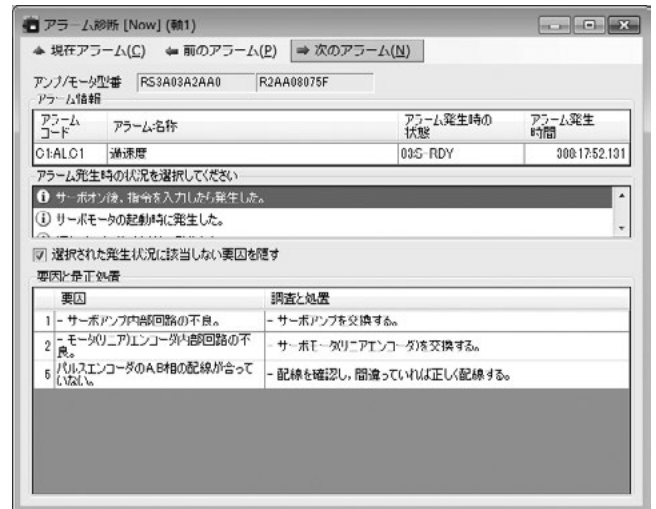 アラーム診断 [Now] (軸1)
現在アラーム(C) 前のアラーム(P) 次のアラーム(N)
アンプ/モータ型番 RS3A03A2AA0 R2AA08075F
アラーム情報
アラームコード アラーム名称 アラーム発生時の状態 アラーム発生時間
C1:ALC1 過速度 03:S-RDY 300:17:52.131
アラーム発生時の状況を選択してください
サーボオン後、指令を入力したら発生した。
サーボモータの起動時に発生した。
選択された発生状況に該当しない要因を隠す
要因と是正処置
要因 調査と処置
1 - サーボアンプ内部回路の不良。 - サーボアンプを交換する。
2 - モータ(リニア)エンコーダ内部回路の不良。 - サーボモータ(リニアエンコーダ)を交換する。
パルスエンコーダのA,B相の配線が合っていない。 - 配線を確認し、間違っていれば正しく配線する。